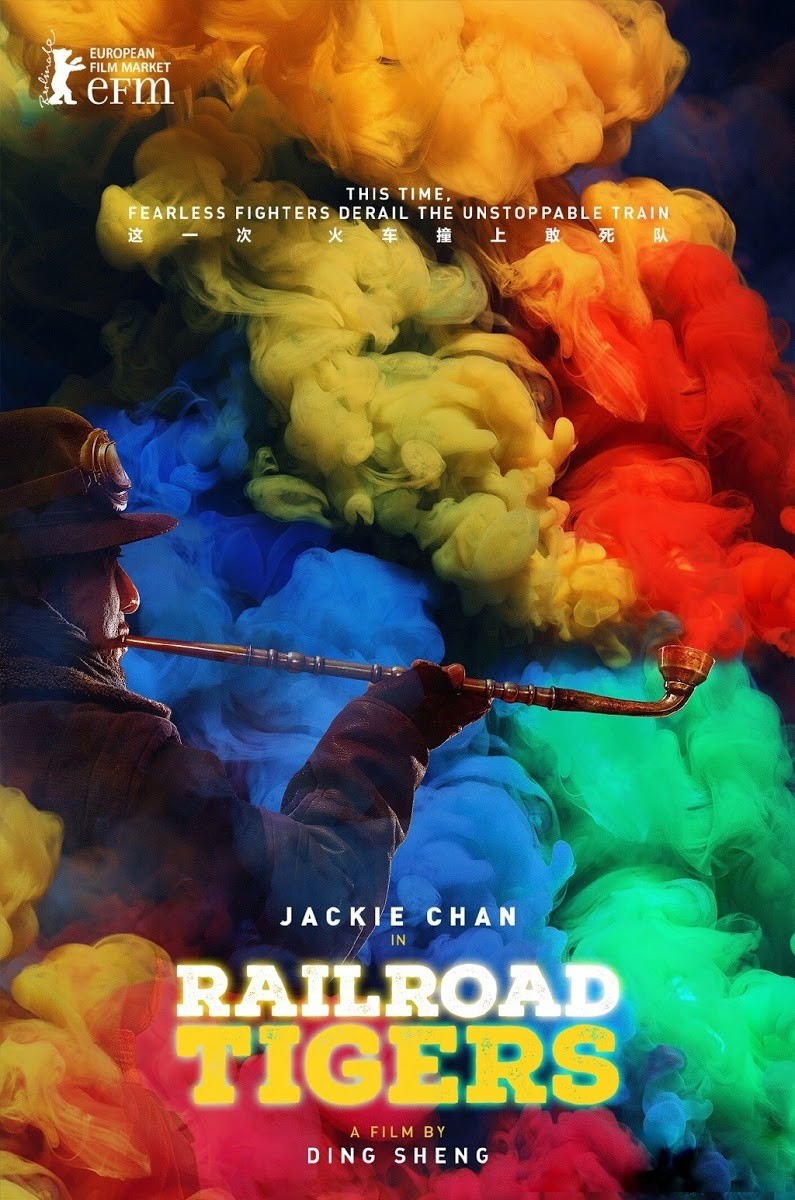 Berlinale
EUROPEAN
FILM MARKET
efm
THIS TIME,
FEARLESS FIGHTERS DERAIL THE UNSTOPPABLE TRAIN
这一次 火车撞上敢死队
JACKIE CHAN
IN
RAILROAD
TIGERS
A FILM BY
DING SHENG